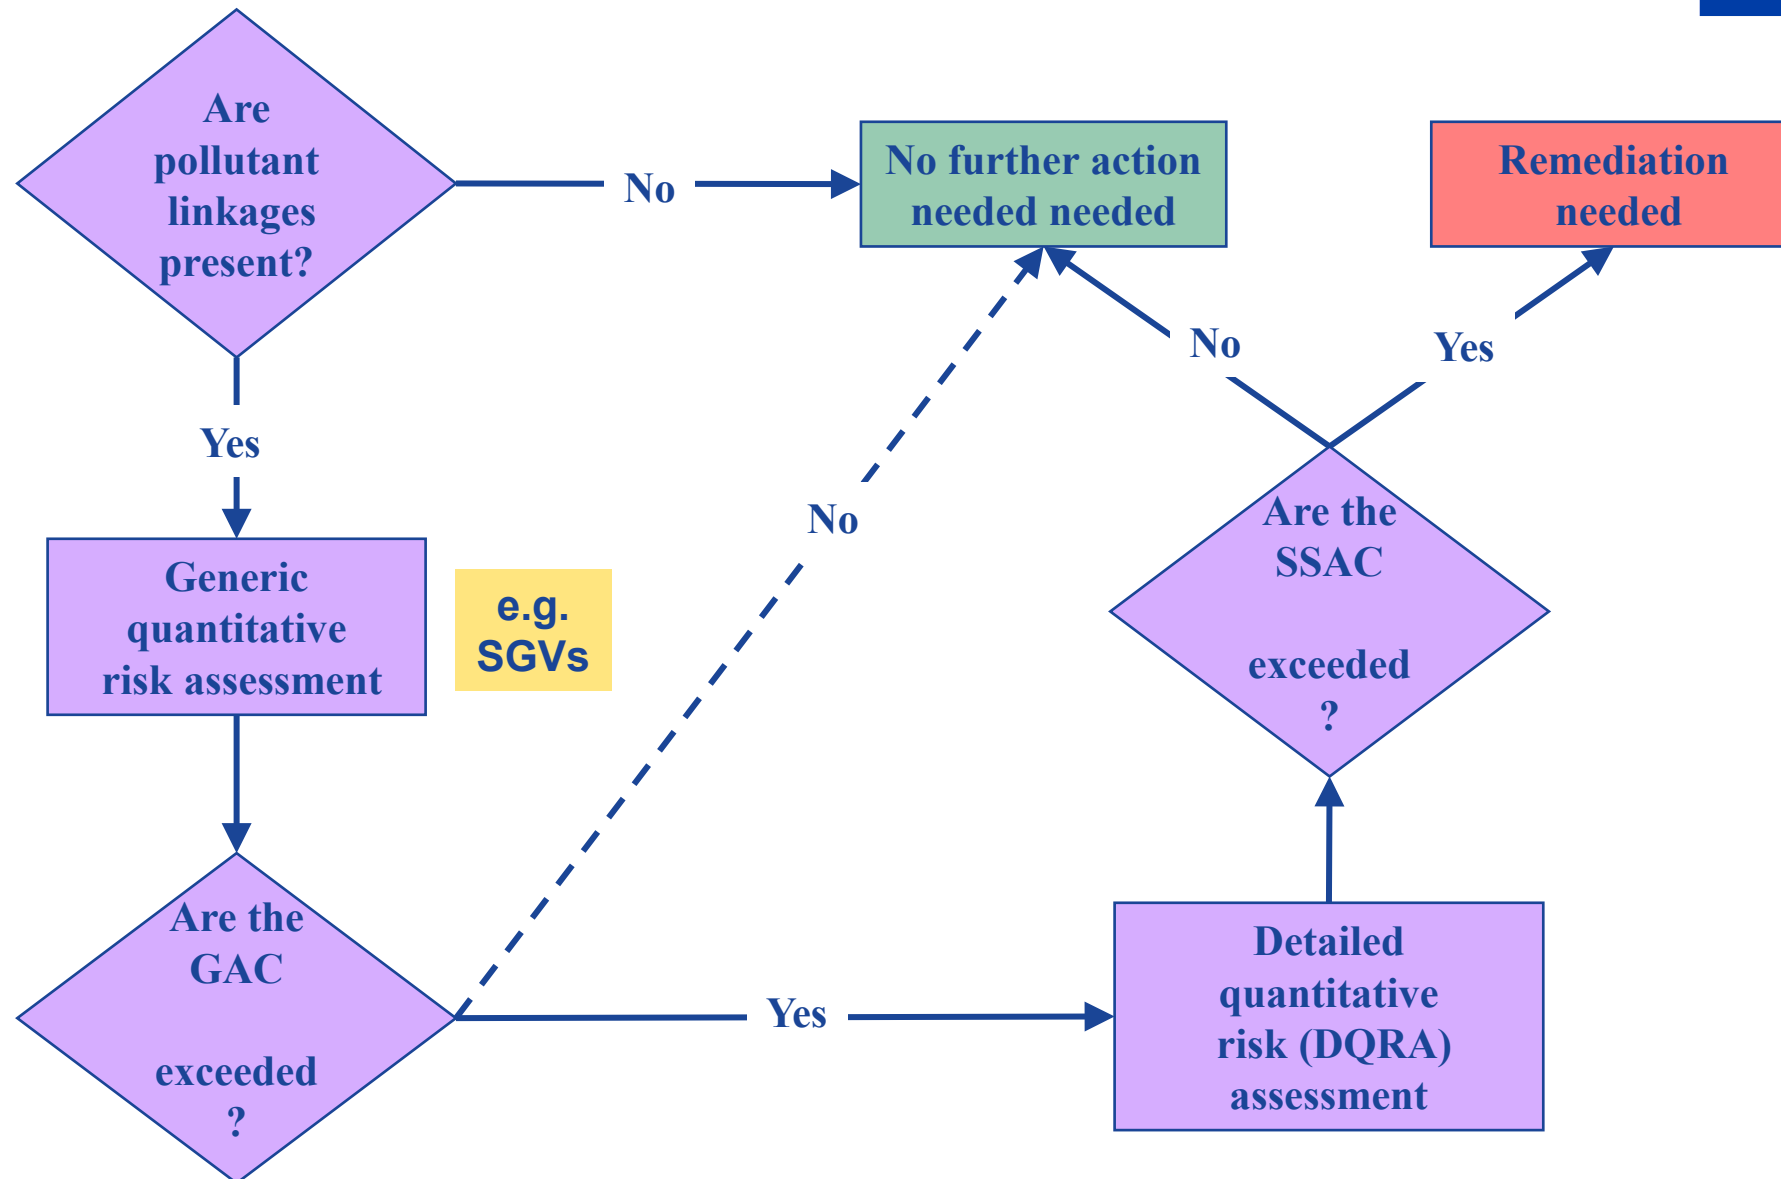 Are
pollutant
linkages
present?
No
No further action
needed needed
Remediation
needed
Yes
Generic
quantitative
risk assessment
e.g.
SGVs
Are the
GAC
exceeded
?
No
Yes
Detailed
quantitative
risk (DQRA)
assessment
Are the
SSAC
exceeded
?
No
Yes